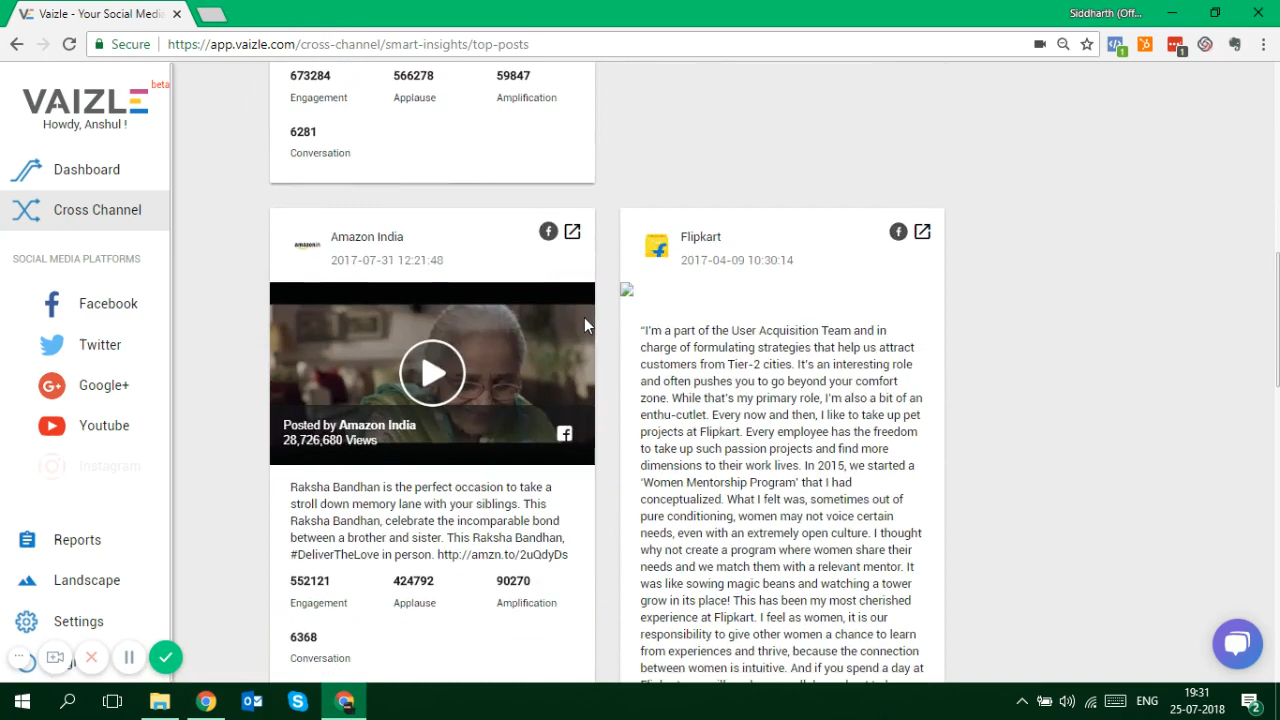 Vaizle - Your Social Media
Siddharth (Off...
Secure
https://app.vaizle.com/cross-channel/smart-insights/top-posts
1
1
beta
VAIZLE
Howdy, Anshul !
Dashboard
Cross Channel
SOCIAL MEDIA PLATFORMS
Facebook
Twitter
Google+
Youtube
Instagram
Reports
Landscape
Settings
673284
566278
59847
Engagement
Applause
Amplification
6281
Conversation
amazon.in
Amazon India
2017-07-31 12:21:48
Posted by Amazon India
28,726,680 Views
Raksha Bandhan is the perfect occasion to take a
stroll down memory lane with your siblings. This
Raksha Bandhan, celebrate the incomparable bond
between a brother and sister. This Raksha Bandhan,
#DeliverTheLove in person. http://amzn.to/2uQdyDs
552121
424792
90270
Engagement
Applause
Amplification
6368
Conversation
Flipkart
2017-04-09 10:30:14
“I'm a part of the User Acquisition Team and in
charge of formulating strategies that help us attract
customers from Tier-2 cities. It's an interesting role
and often pushes you to go beyond your comfort
zone. While that's my primary role, I'm also a bit of an
enthu-cutlet. Every now and then, I like to take up pet
projects at Flipkart. Every employee has the freedom
to take up such passion projects and find more
dimensions to their work lives. In 2015, we started a
‘Women Mentorship Program’ that I had
conceptualized. What I felt was, sometimes out of
pure conditioning, women may not voice certain
needs, even with an extremely open culture. I thought
why not create a program where women share their
needs and we match them with a relevant mentor. It
was like sowing magic beans and watching a tower
grow in its place! This has been my most cherished
experience at Flipkart. I feel as women, it is our
responsibility to give other women a chance to learn
from experiences and thrive, because the connection
between women is intuitive. And if you spend a day at
ENG
19:31
25-07-2018
2